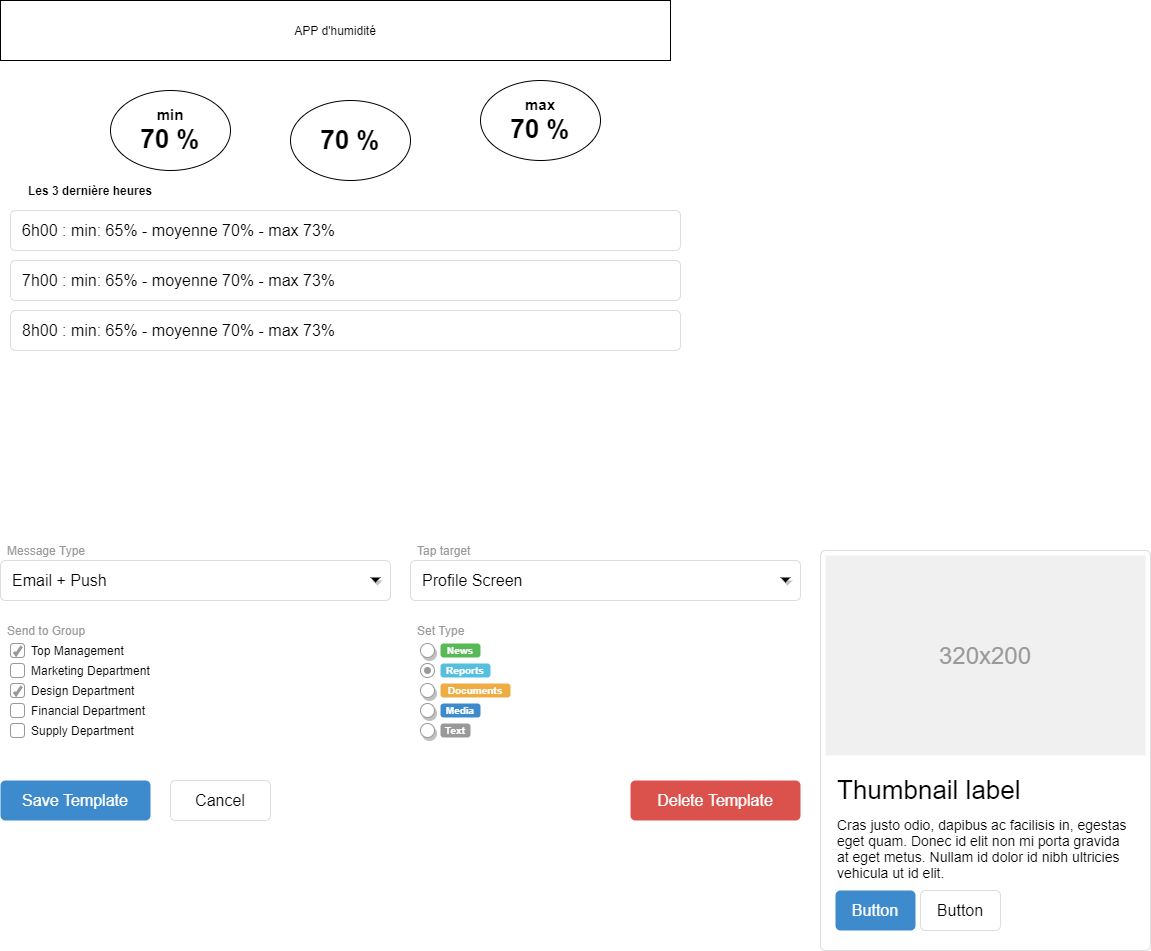 APP d'humidité
min
70 %
70 %
max
70 %
Les 3 dernière heures
6h00 : min: 65% - moyenne 70% - max 73%
7h00 : min: 65% - moyenne 70% - max 73%
8h00 : min: 65% - moyenne 70% - max 73%
Message Type
Email + Push
Tap target
Profile Screen
Send to Group
Top Management
Marketing Department
Design Department
Financial Department
Supply Department
Set Type
News
Reports
Documents
Media
Text
Save Template
Cancel
Delete Template
320x200
Thumbnail label
Cras justo odio, dapibus ac facilisis in, egestas
eget quam. Donec id elit non mi porta gravida
at eget metus. Nullam id dolor id nibh ultricies
vehicula ut id elit.
Button
Button